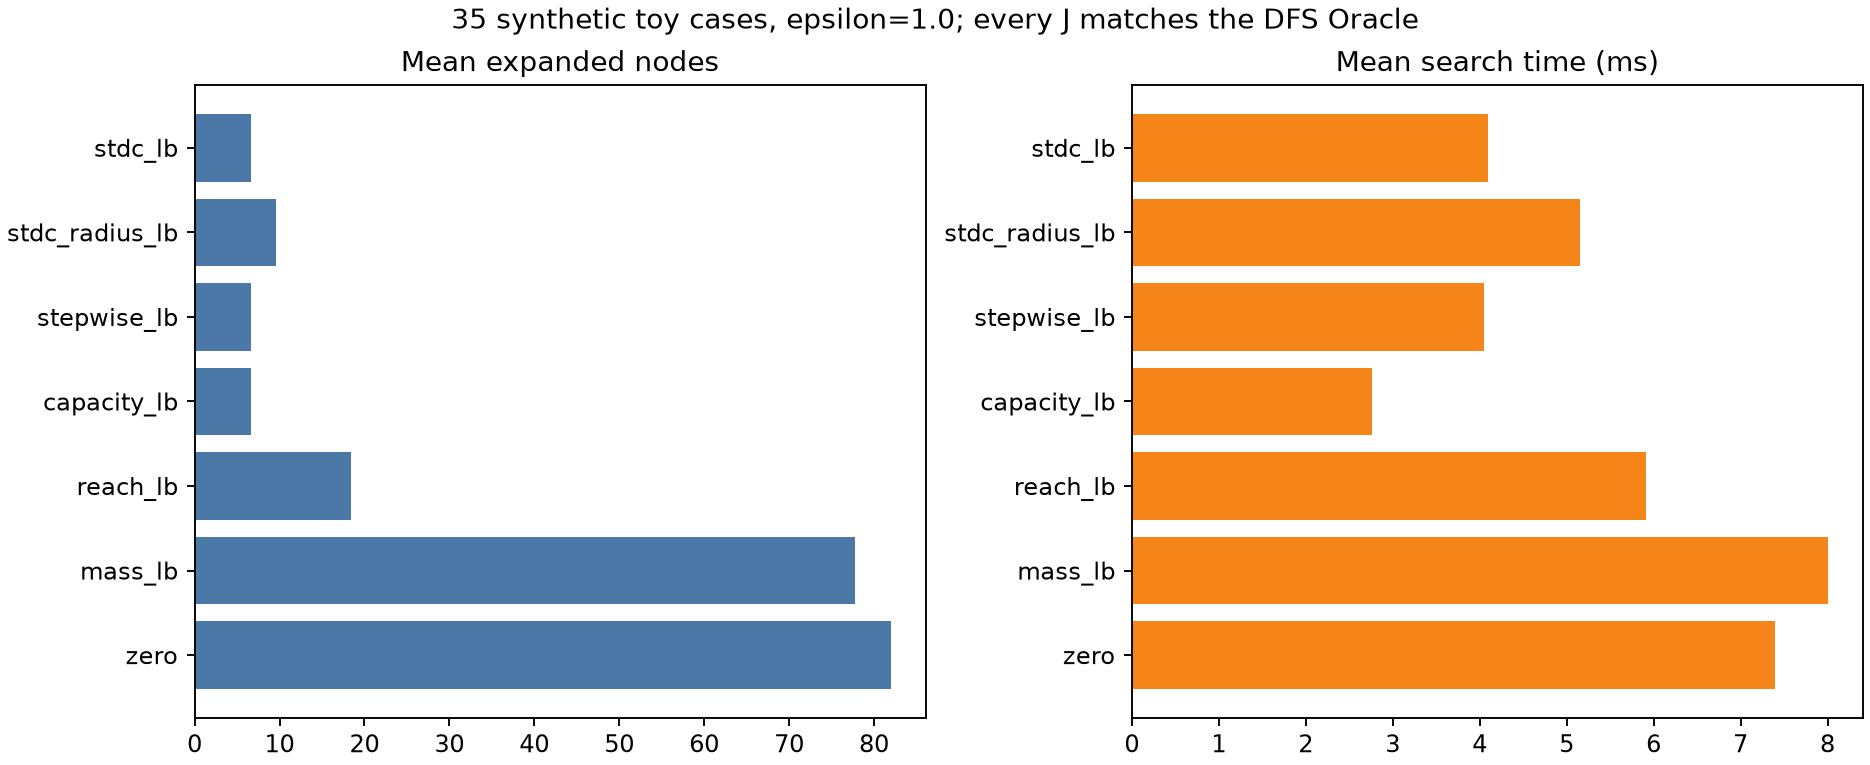 35 synthetic toy cases, epsilon=1.0; every J matches the DFS Oracle
Mean expanded nodes
stdc_lb
stdc_radius_lb
stepwise_lb
capacity_lb
reach_lb
mass_lb
zero
0 10 20 30 40 50 60 70 80
Mean search time (ms)
stdc_lb
stdc_radius_lb
stepwise_lb
capacity_lb
reach_lb
mass_lb
zero
0 1 2 3 4 5 6 7 8